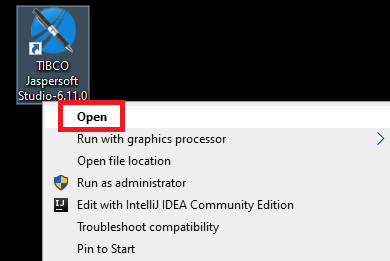 TIBCO
Jaspersoft
Studio-6.11.0
Open
Run with graphics processor
Open file location
Run as administrator
Edit with IntelliJ IDEA Community Edition
Troubleshoot compatibility
Pin to Start